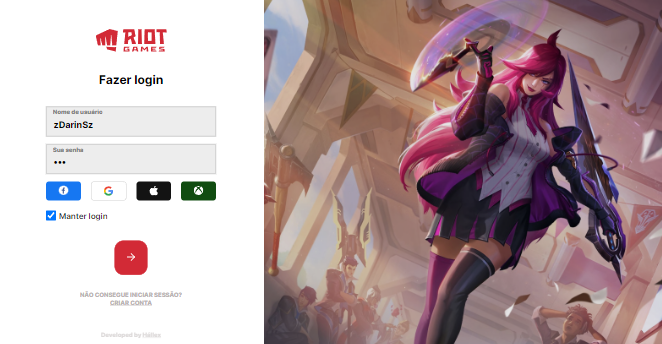 RIOT
GAMES
Fazer login
Nome de usuário
zDarinSz
Sua senha
•••
Manter login
NÃO CONSEGUE INICIAR SESSÃO?
CRIAR CONTA
Developed by